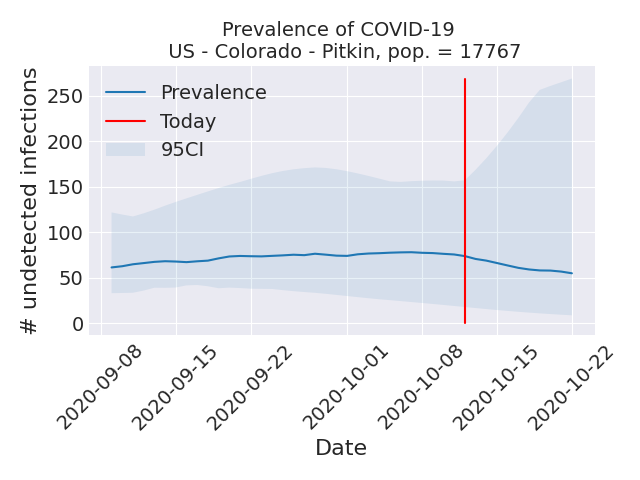 Prevalence of COVID-19
US - Colorado - Pitkin, pop. = 17767
Prevalence
Today
95CI
# undetected infections
250
200
150
100
50
0
2020-09-08
2020-09-15
2020-09-22
2020-10-01
2020-10-08
2020-10-15
2020-10-22
Date